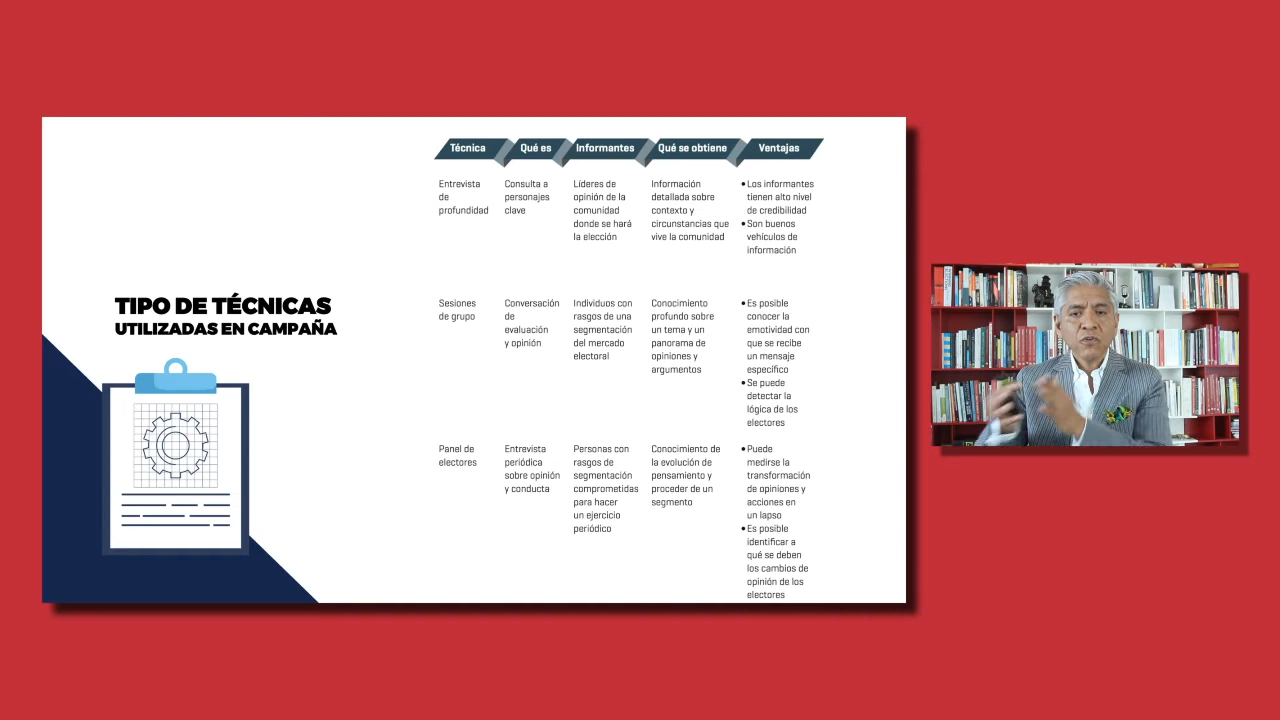 TIPO DE TÉCNICAS
UTILIZADAS EN CAMPAÑA
Técnica
Qué es
Informantes
Qué se obtiene
Ventajas
Entrevista
de
profundidad
Consulta a
personajes
clave
Líderes de
opinión de la
comunidad
donde se hará
la elección
Información
detallada sobre
contexto y
circunstancias que
vive la comunidad
•Los informantes
tienen alto nivel
de credibilidad
•Son buenos
vehículos de
información
Sesiones
de grupo
Conversación
de
evaluación
y opinión
Individuos con
rasgos de una
segmentación
del mercado
electoral
Conocimiento
profundo sobre
un tema y un
panorama de
opiniones y
argumentos
•Es posible
conocer la
emotividad con
que se recibe
un mensaje
específico
•Se puede
detectar la
lógica de los
electores
Panel de
electores
Entrevista
periódica
sobre opinión
y conducta
Personas con
rasgos de
segmentación
comprometidas
para hacer
un ejercicio
periódico
Conocimiento de
la evolución de
pensamiento y
proceder de un
segmento
•Puede
medirse la
transformación
de opiniones y
acciones en
un lapso
•Es posible
identificar a
qué se deben
los cambios de
opinión de los
electores